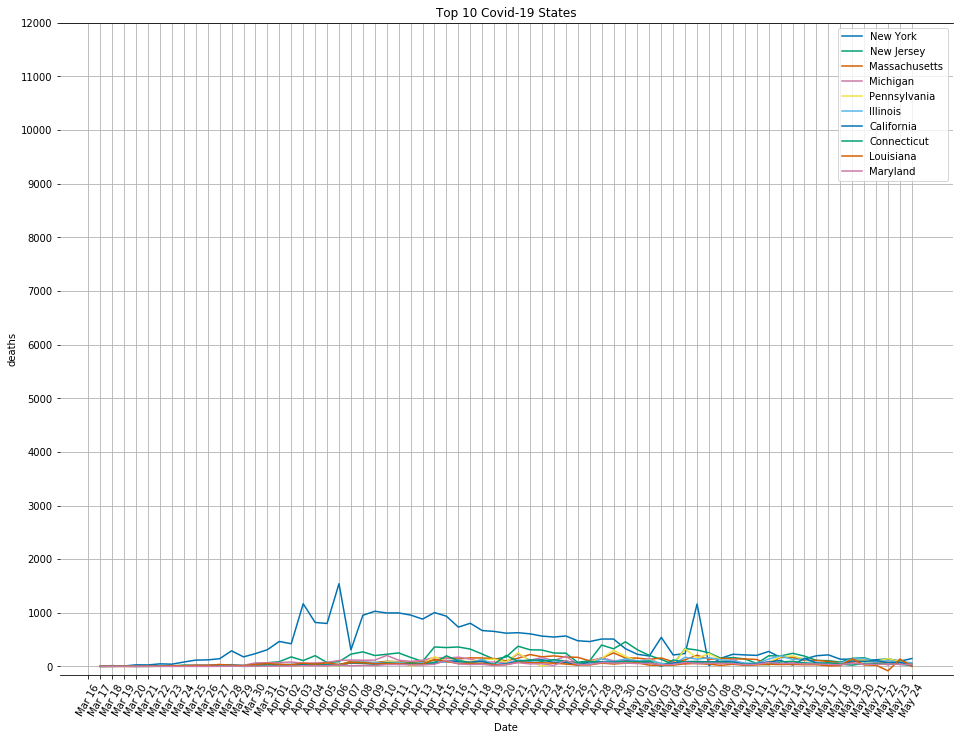 Top 10 Covid-19 States
12000
11000
10000
9000
8000
7000
6000
5000
4000
3000
2000
1000
0
deaths
New York
New Jersey
Massachusetts
Michigan
Pennsylvania
Illinois
California
Connecticut
Louisiana
Maryland
Mar 16
Mar 17
Mar 18
Mar 19
Mar 20
Mar 21
Mar 22
Mar 23
Mar 24
Mar 25
Mar 26
Mar 27
Mar 28
Mar 29
Mar 30
Mar 31
Apr 01
Apr 02
Apr 03
Apr 04
Apr 05
Apr 06
Apr 07
Apr 08
Apr 09
Apr 10
Apr 11
Apr 12
Apr 13
Apr 14
Apr 15
Apr 16
Apr 17
Apr 18
Apr 19
Apr 20
Apr 21
Apr 22
Apr 23
Apr 24
Apr 25
Apr 26
Apr 27
Apr 28
Apr 29
Apr 30
May 01
May 02
May 03
May 04
May 05
May 06
May 07
May 08
May 09
May 10
May 11
May 12
May 13
May 14
May 15
May 16
May 17
May 18
May 19
May 20
May 21
May 22
May 23
May 24
Date